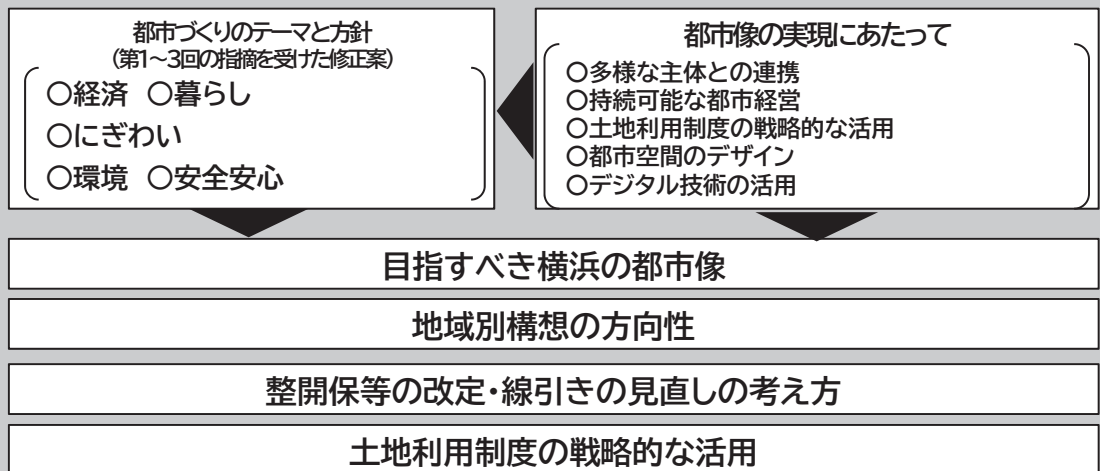 都市づくりのテーマと方針
(第1～3回の指摘を受けた修正案)
○経済 ○暮らし
○にぎわい
○環境 ○安全安心
都市像の実現にあたって
○多様な主体との連携
○持続可能な都市経営
○土地利用制度の戦略的な活用
○都市空間のデザイン
○デジタル技術の活用
目指すべき横浜の都市像
地域別構想の方向性
整開保等の改定・線引きの見直しの考え方
土地利用制度の戦略的な活用